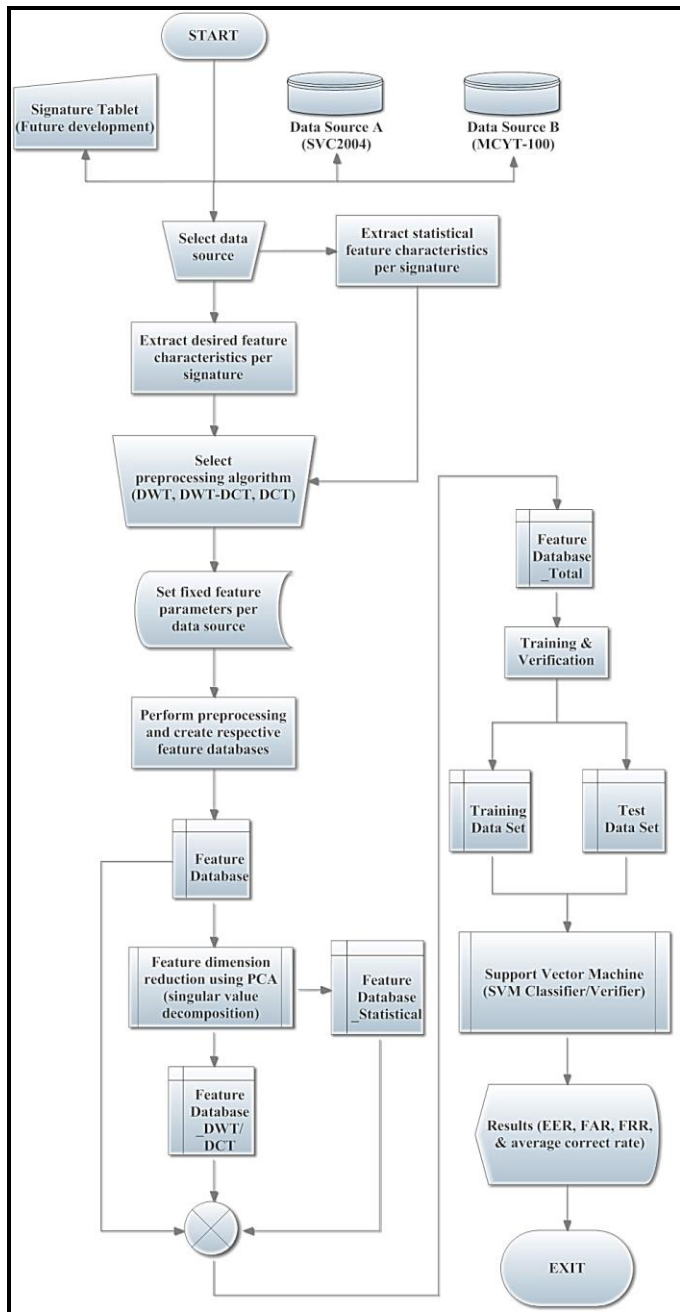 START
Signature Tablet
(Future development)
Data Source A
(SVC2004)
Data Source B
(MCYT-100)
Select data
source
Extract statistical
feature characteristics
per signature
Extract desired feature
characteristics per
signature
Select
preprocessing algorithm
(DWT, DWT-DCT, DCT)
Set fixed feature
parameters per
data source
Perform preprocessing
and create respective
feature databases
Feature
Database
Feature dimension
reduction using PCA
(singular value
decomposition)
Feature
Database
_Statistical
Feature
Database
_DWT/
DCT
Feature
Database
_Total
Training &
Verification
Training
Data Set
Test
Data Set
Support Vector Machine
(SVM Classifier/Verifier)
Results (EER, FAR, FRR,
& average correct rate)
EXIT